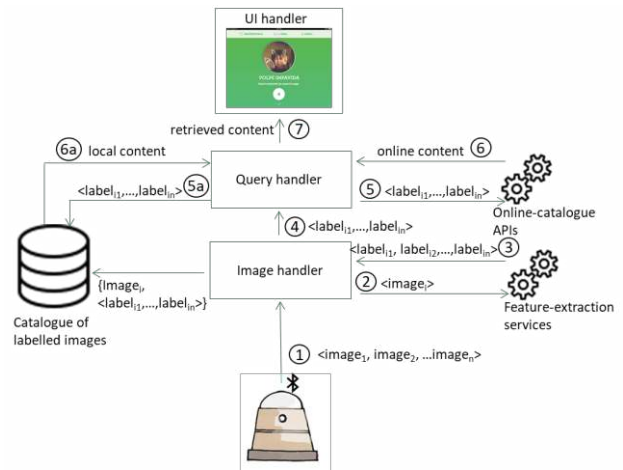 UI handler
retrieved content 7
6a local content
online content 6
Query handler
<label_i1,...,label_in> 5a
5 <label_i1,...,label_in>
Online-catalogue
APIs
4 <label_i1,...,label_in>
<label_i1, label_i2,...,label_in> 3
Image handler
{Image_i,
<label_i1,...,label_in>}
2 <image_i>
Catalogue of
labelled images
Feature-extraction
services
1 <image_1, image_2, ...image_n>